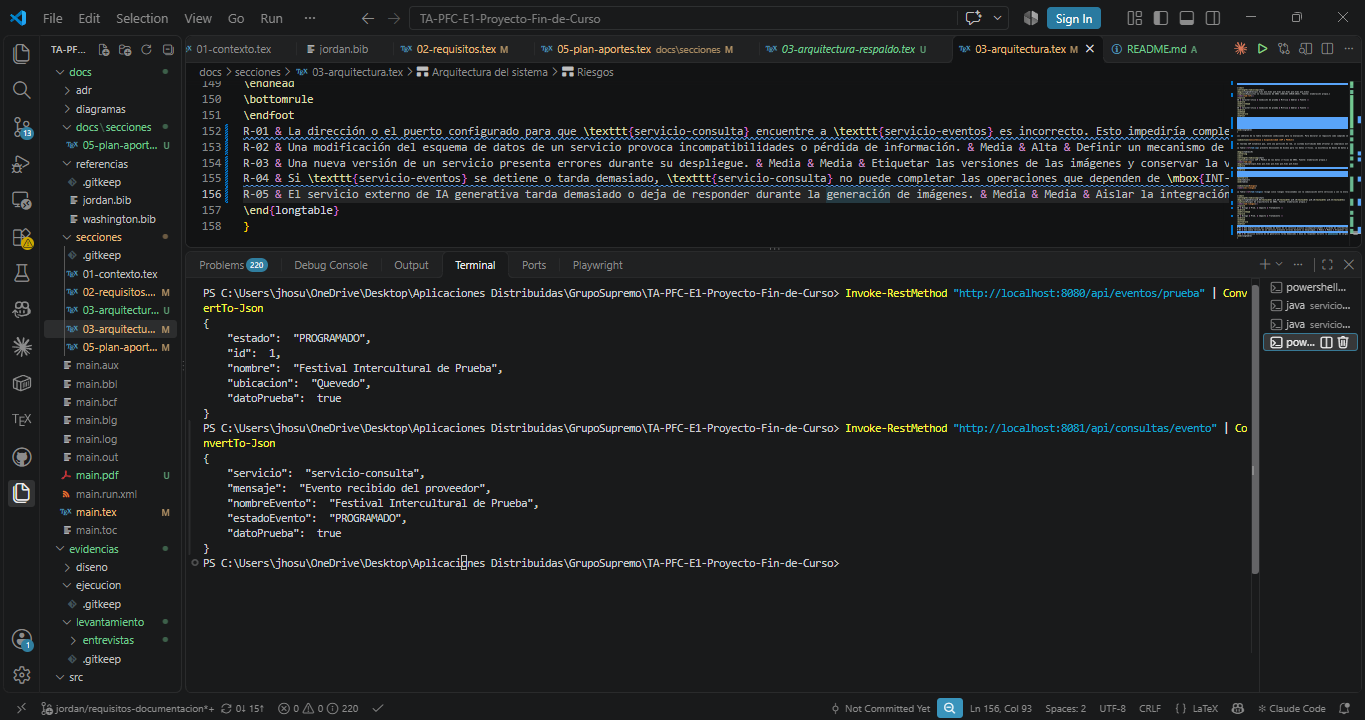 File Edit Selection View Go Run ··· TA-PFC-E1-Proyecto-Fin-de-Curso Sign In
TA-PF...
01-contexto.tex jordan.bib 02-requisitos.tex M 05-plan-aportes.tex docs\secciones M 03-arquitectura-respaldo.tex U 03-arquitectura.tex M README.md A
docs > secciones > 03-arquitectura.tex > Arquitectura del sistema > Riesgos
docs
adr
diagramas
docs\secciones
05-plan-aport... U
referencias
.gitkeep
jordan.bib
washington.bib
secciones
.gitkeep
01-contexto.tex
02-requisitos.... M
03-arquitectur... U
03-arquitectu... M
05-plan-aport... M
main.aux
main.bbl
main.bcf
main.blg
main.log
main.out
main.pdf U
main.run.xml
main.tex M
main.toc
evidencias
diseno
ejecucion
.gitkeep
levantamiento
entrevistas
.gitkeep
src
13
1
149 \endhead
150 \bottomrule
151 \endfoot
152 R-01 & La dirección o el puerto configurado para que \texttt{servicio-consulta} encuentre a \texttt{servicio-eventos} es incorrecto. Esto impediría comple
153 R-02 & Una modificación del esquema de datos de un servicio provoca incompatibilidades o pérdida de información. & Media & Alta & Definir un mecanismo de
154 R-03 & Una nueva versión de un servicio presenta errores durante su despliegue. & Media & Media & Etiquetar las versiones de las imágenes y conservar la v
155 R-04 & Si \texttt{servicio-eventos} se detiene o tarda demasiado, \texttt{servicio-consulta} no puede completar las operaciones que dependen de \mbox{INT-
156 R-05 & El servicio externo de IA generativa tarda demasiado o deja de responder durante la generación de imágenes. & Media & Media & Aislar la integración
157 \end{longtable}
158 }
Problems 220 Debug Console Output Terminal Ports Playwright
PS C:\Users\jhosu\OneDrive\Desktop\Aplicaciones Distribuidas\GrupoSupremo\TA-PFC-E1-Proyecto-Fin-de-Curso> Invoke-RestMethod "http://localhost:8080/api/eventos/prueba" | Conv
ertTo-Json
{
"estado": "PROGRAMADO",
"id": 1,
"nombre": "Festival Intercultural de Prueba",
"ubicacion": "Quevedo",
"datoPrueba": true
}
PS C:\Users\jhosu\OneDrive\Desktop\Aplicaciones Distribuidas\GrupoSupremo\TA-PFC-E1-Proyecto-Fin-de-Curso> Invoke-RestMethod "http://localhost:8081/api/consultas/evento" | Co
nvertTo-Json
{
"servicio": "servicio-consulta",
"mensaje": "Evento recibido del proveedor",
"nombreEvento": "Festival Intercultural de Prueba",
"estadoEvento": "PROGRAMADO",
"datoPrueba": true
}
PS C:\Users\jhosu\OneDrive\Desktop\Aplicaciones Distribuidas\GrupoSupremo\TA-PFC-E1-Proyecto-Fin-de-Curso>
powershell...
java servicio...
java servicio...
pow...
jordan/requisitos-documentacion*+ 0↓ 15↑ 0 0 220 Not Committed Yet Ln 156, Col 93 Spaces: 2 UTF-8 CRLF {} LaTeX Claude Code